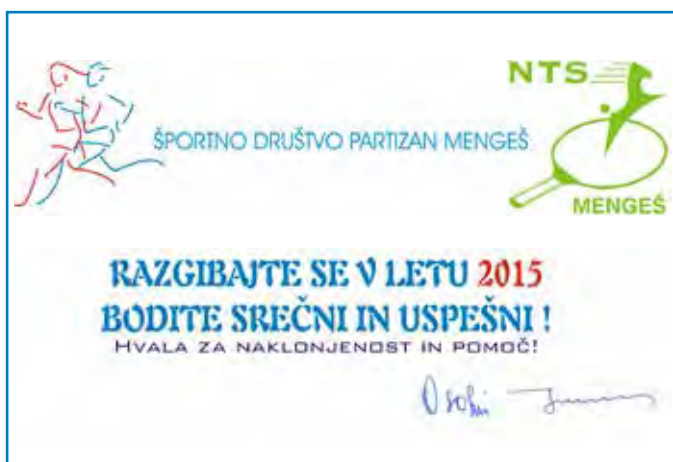 NTS
ŠPORTNO DRUŠTVO PARTIZAN MENGEŠ
MENGEŠ
RAZGIBAJTE SE V LETU 2015
BODITE SREČNI IN USPEŠNI !
HVALA ZA NAKLONJENOST IN POMOČ!